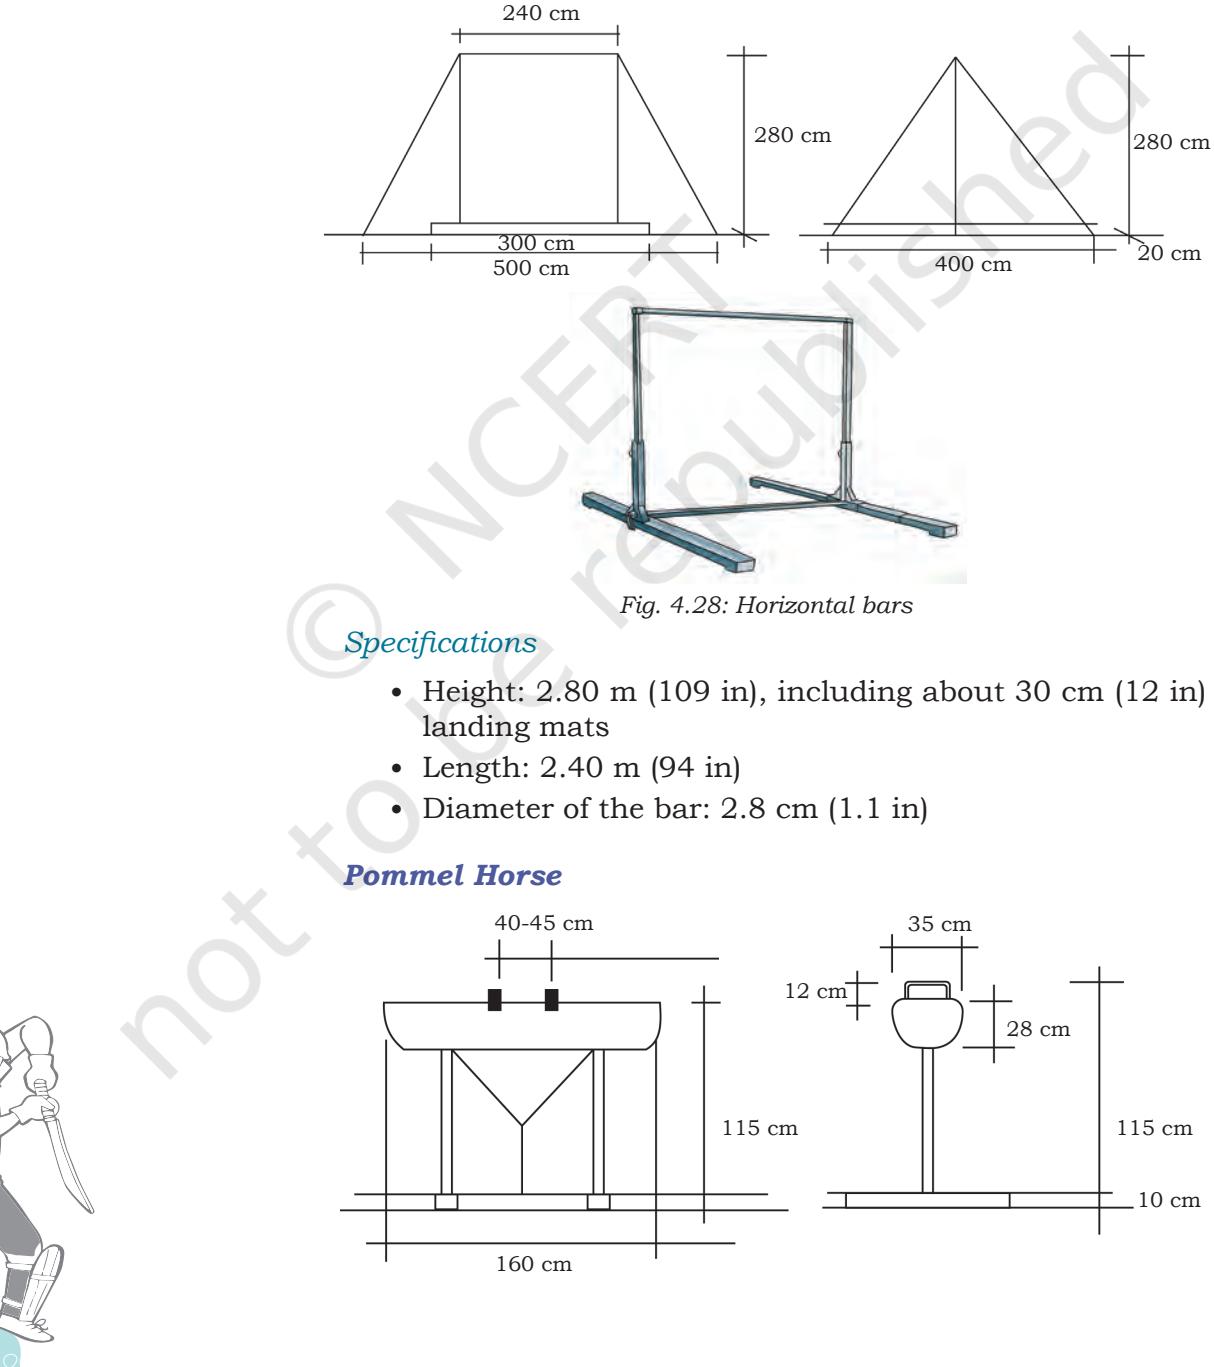 240 cm
280 cm
280 cm
300 cm
500 cm
400 cm
20 cm
Fig. 4.28: Horizontal bars
Specifications
• Height: 2.80 m (109 in), including about 30 cm (12 in)
landing mats
• Length: 2.40 m (94 in)
• Diameter of the bar: 2.8 cm (1.1 in)
Pommel Horse
40-45 cm
35 cm
12 cm
28 cm
115 cm
115 cm
10 cm
160 cm
© NCERT
not to be republished